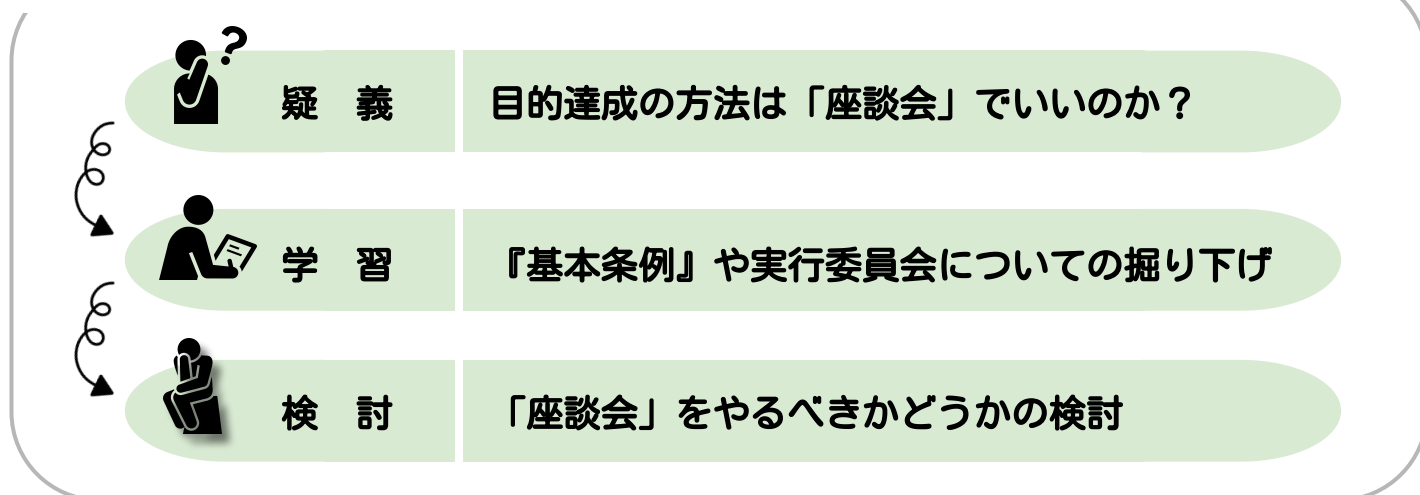 疑　義　目的達成の方法は「座談会」でいいのか？
学　習　『基本条例』や実行委員会についての掘り下げ
検　討　「座談会」をやるべきかどうかの検討